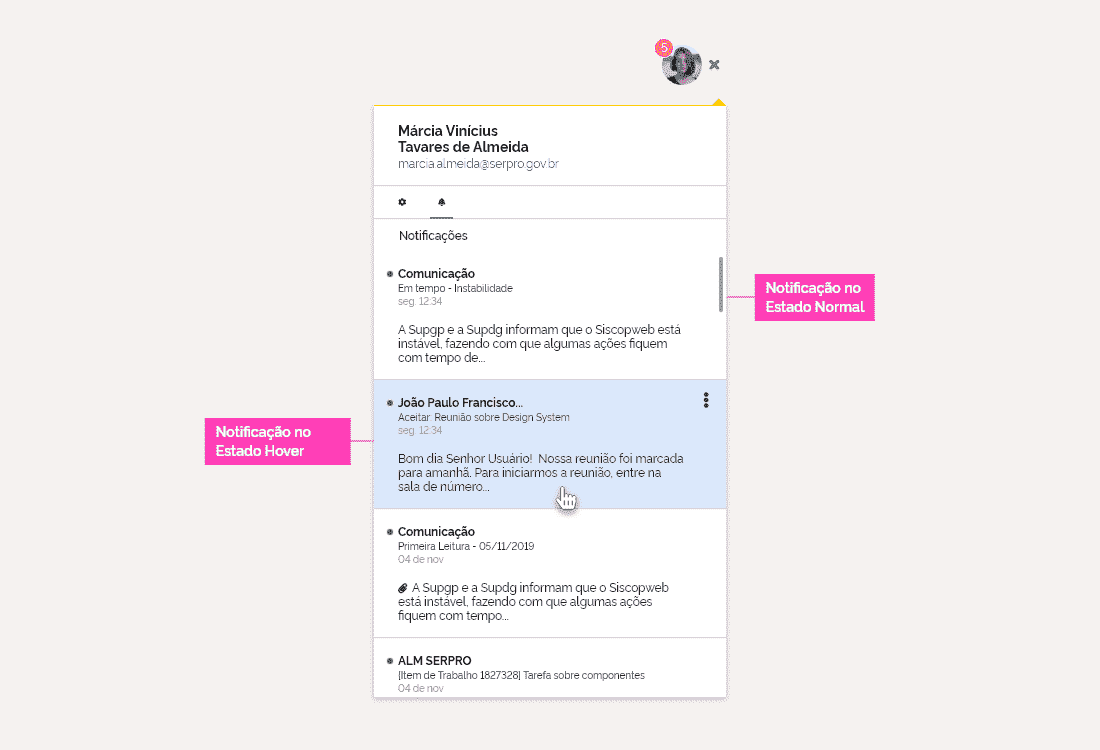 5
Márcia Vinícius
Tavares de Almeida
marcia.almeida@serpro.gov.br
Notificações
Comunicação
Em tempo - Instabilidade
seg. 12:34
A Supgp e a Supdg informam que o Siscopweb está
instável, fazendo com que algumas ações fiquem
com tempo de...
Notificação no
Estado Normal
João Paulo Francisco...
Aceitar: Reunião sobre Design System
seg. 12:34
Bom dia Senhor Usuário! Nossa reunião foi marcada
para amanhã. Para iniciarmos a reunião, entre na
sala de número...
Notificação no
Estado Hover
Comunicação
Primeira Leitura - 05/11/2019
04 de nov
A Supgp e a Supdg informam que o Siscopweb
está instável, fazendo com que algumas ações
fiquem com tempo...
ALM SERPRO
[Item de Trabalho 1827328] Tarefa sobre componentes
04 de nov